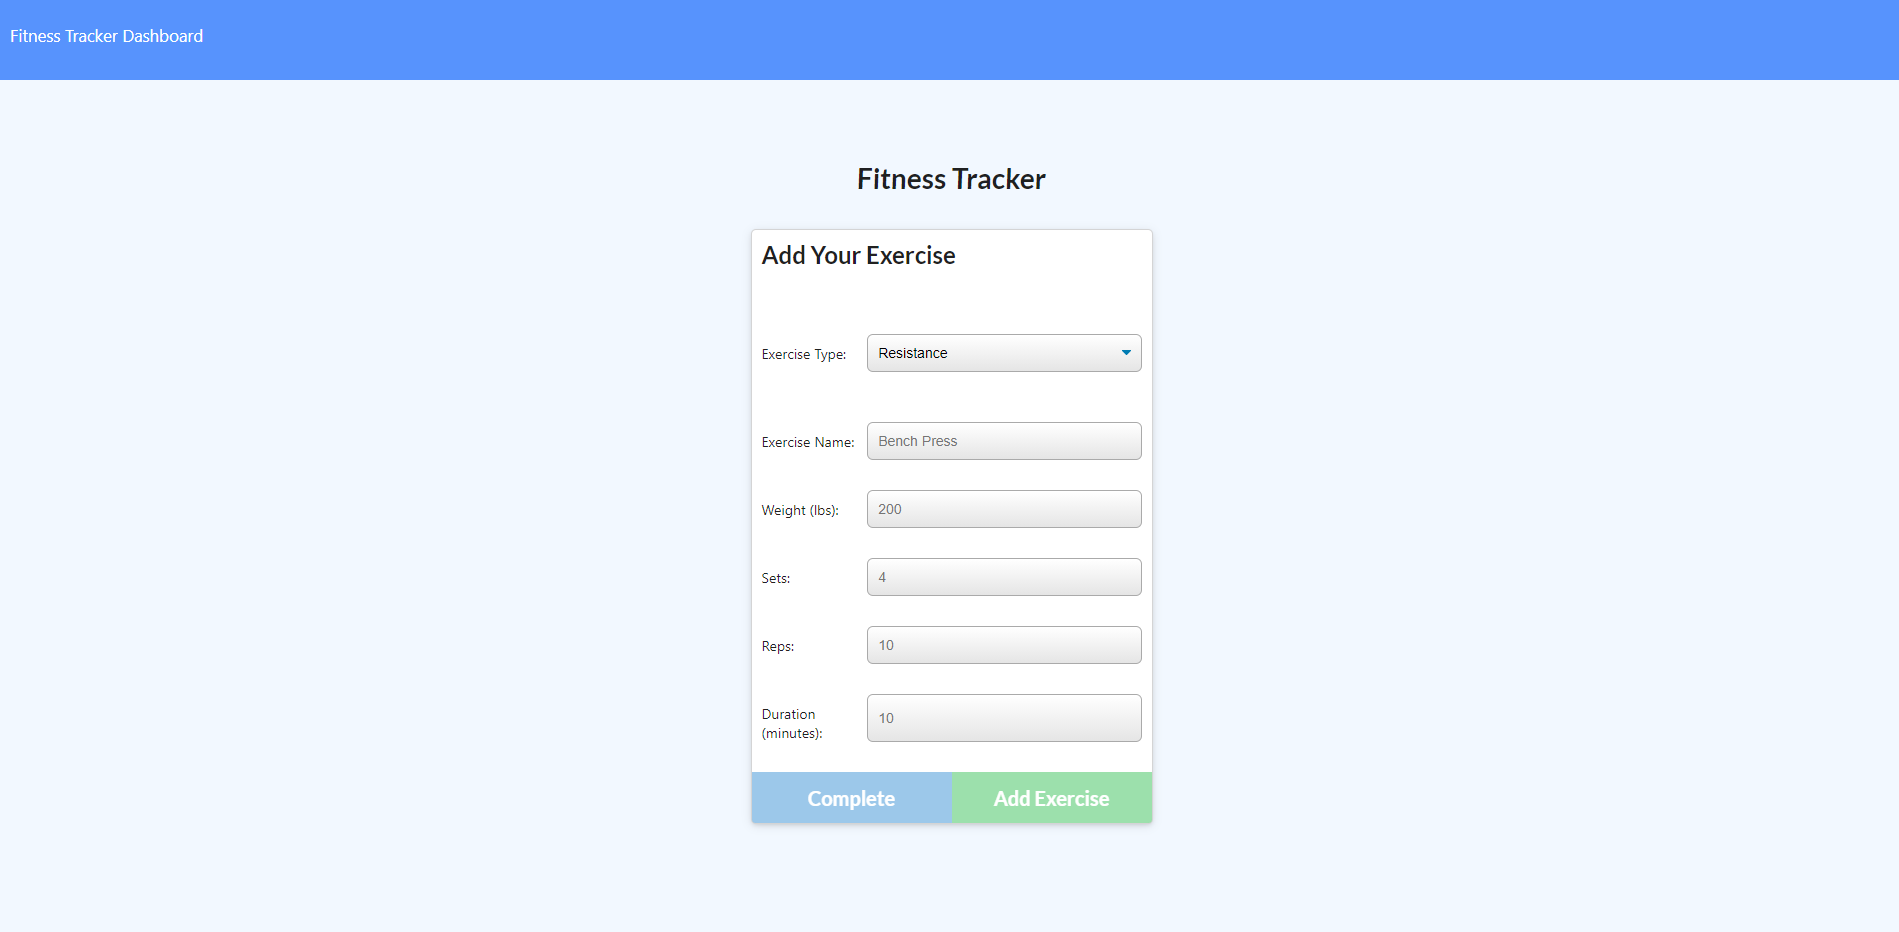 Fitness Tracker Dashboard
Fitness Tracker
Add Your Exercise
Exercise Type: Resistance
Exercise Name: Bench Press
Weight (lbs): 200
Sets: 4
Reps: 10
Duration (minutes): 10
Complete Add Exercise